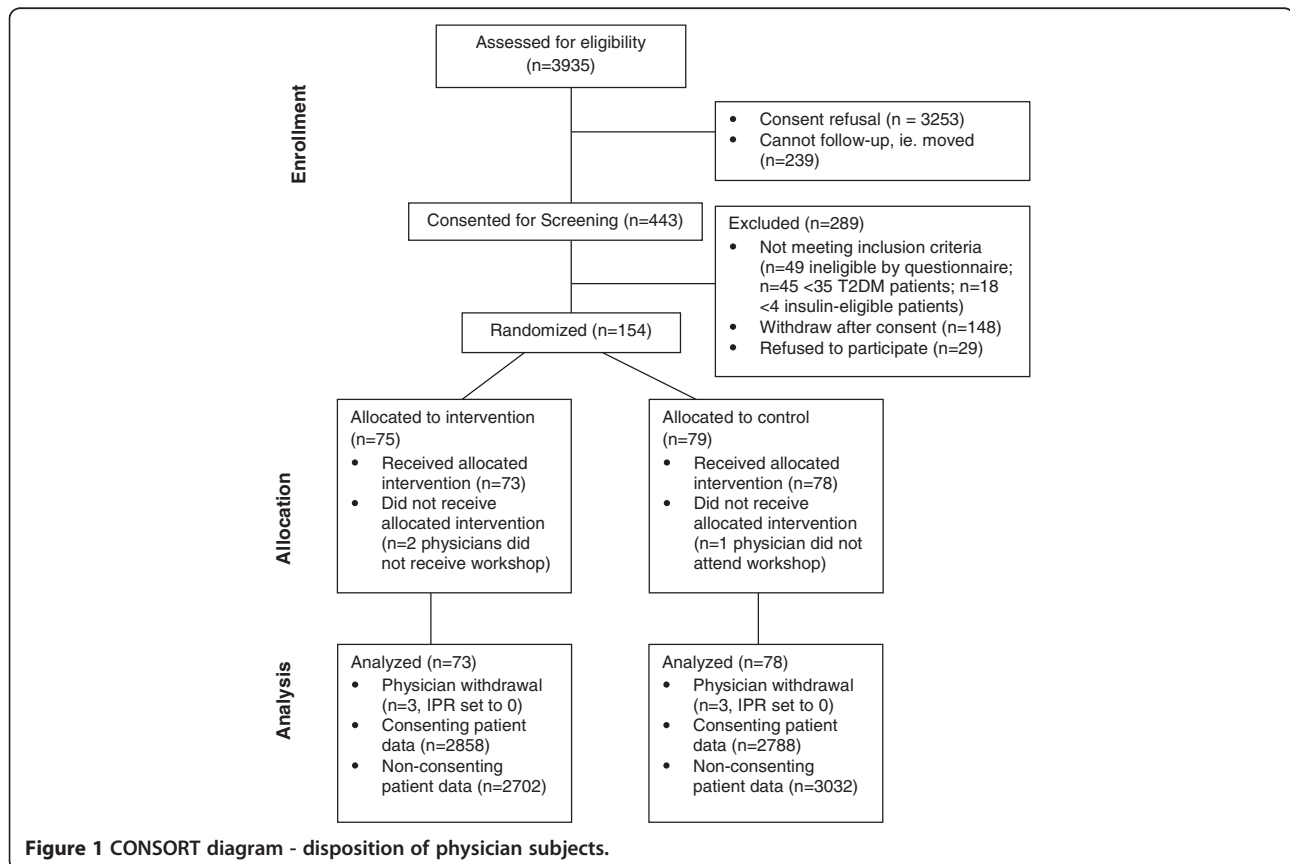 Assessed for eligibility
(n=3935)
Enrollment
• Consent refusal (n = 3253)
• Cannot follow-up, ie. moved
(n=239)
Consented for Screening (n=443)
Excluded (n=289)
• Not meeting inclusion criteria
(n=49 ineligible by questionnaire;
n=45 <35 T2DM patients; n=18
<4 insulin-eligible patients)
• Withdraw after consent (n=148)
• Refused to participate (n=29)
Randomized (n=154)
Allocation
Allocated to intervention
(n=75)
• Received allocated
intervention (n=73)
• Did not receive
allocated intervention
(n=2 physicians did
not receive workshop)
Allocated to control
(n=79)
• Received allocated
intervention (n=78)
• Did not receive
allocated intervention
(n=1 physician did not
attend workshop)
Analysis
Analyzed (n=73)
• Physician withdrawal
(n=3, IPR set to 0)
• Consenting patient
data (n=2858)
• Non-consenting
patient data (n=2702)
Analyzed (n=78)
• Physician withdrawal
(n=3, IPR set to 0)
• Consenting patient
data (n=2788)
• Non-consenting
patient data (n=3032)
Figure 1 CONSORT diagram - disposition of physician subjects.